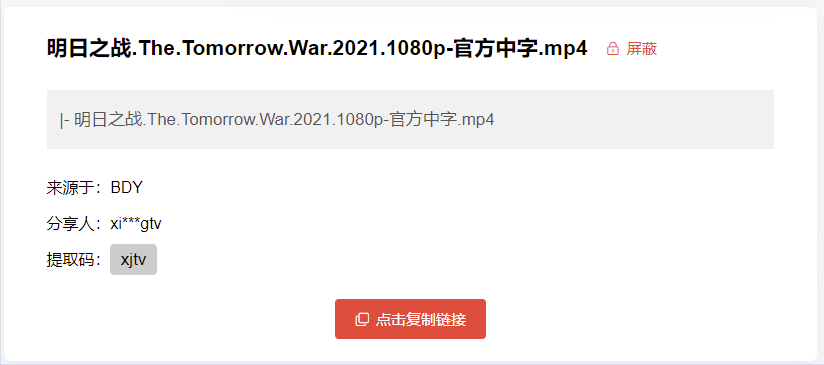 明日之战.The.Tomorrow.War.2021.1080p-官方中字.mp4 屏蔽
|- 明日之战.The.Tomorrow.War.2021.1080p-官方中字.mp4
来源于：BDY
分享人：xi***gtv
提取码：xjtv
点击复制链接